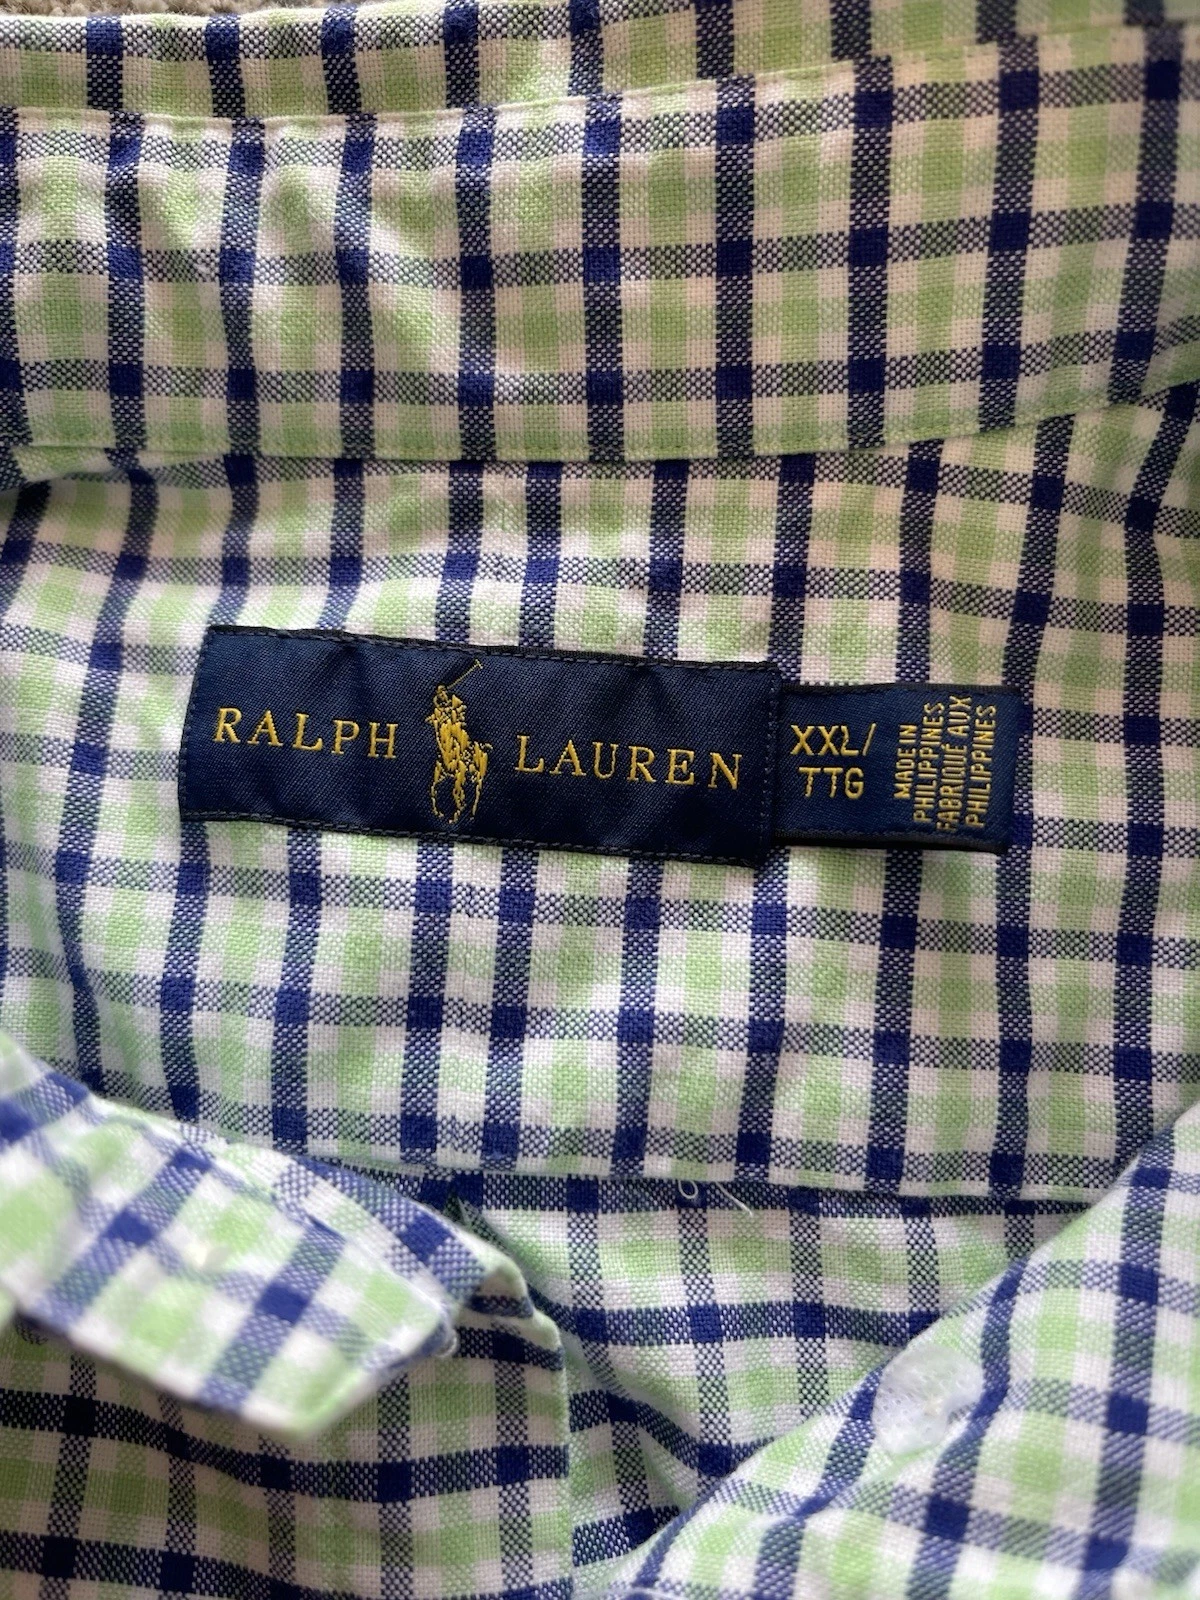 RALPH LAUREN
XXL/
TTG
MADE IN
PHILIPPINES
FABRIQUÉ AUX
PHILIPPINES